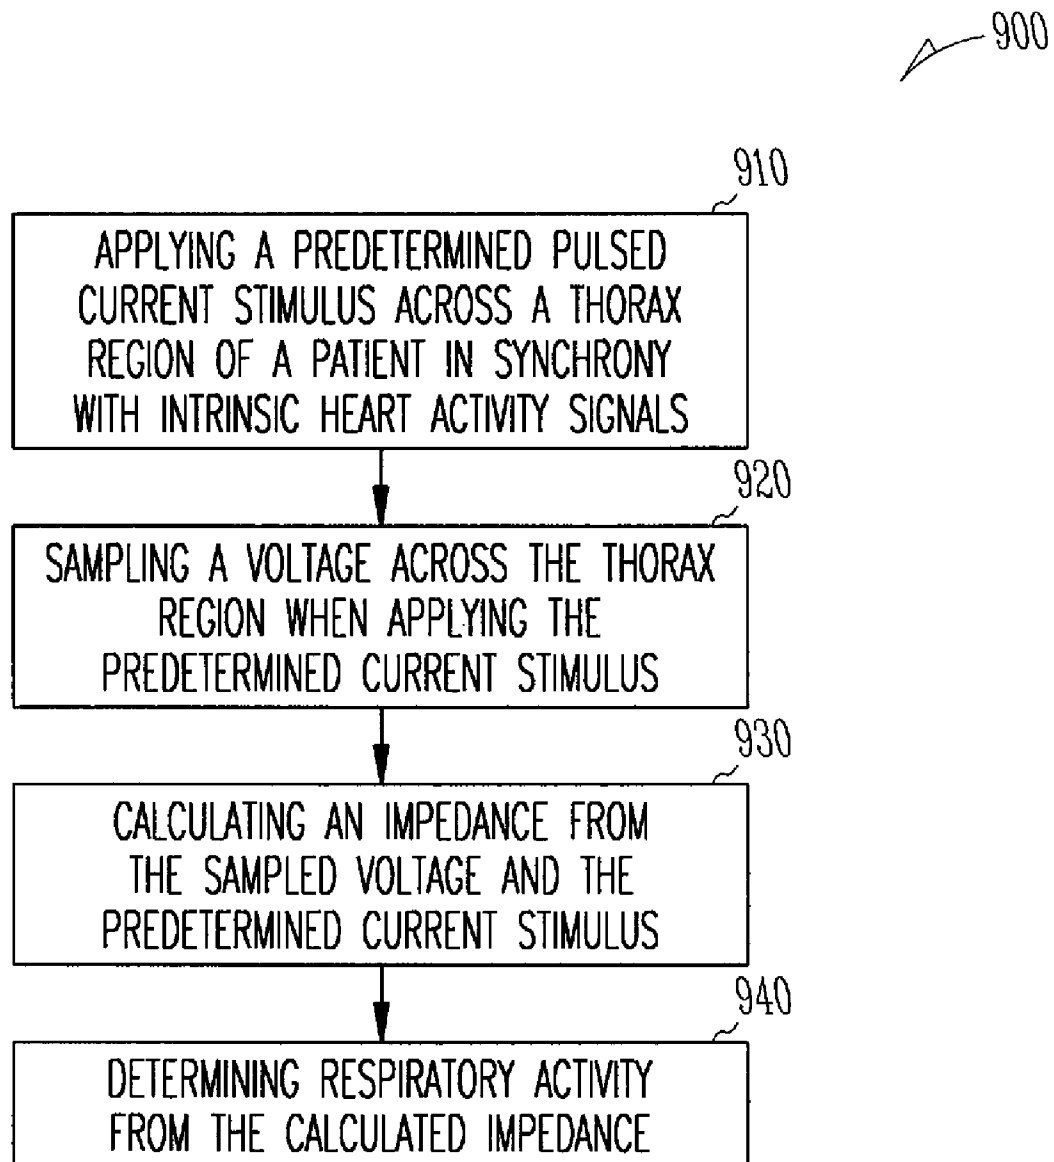 900
910
APPLYING A PREDETERMINED PULSED
CURRENT STIMULUS ACROSS A THORAX
REGION OF A PATIENT IN SYNCHRONY
WITH INTRINSIC HEART ACTIVITY SIGNALS
920
SAMPLING A VOLTAGE ACROSS THE THORAX
REGION WHEN APPLYING THE
PREDETERMINED CURRENT STIMULUS
930
CALCULATING AN IMPEDANCE FROM
THE SAMPLED VOLTAGE AND THE
PREDETERMINED CURRENT STIMULUS
940
DETERMINING RESPIRATORY ACTIVITY
FROM THE CALCULATED IMPEDANCE